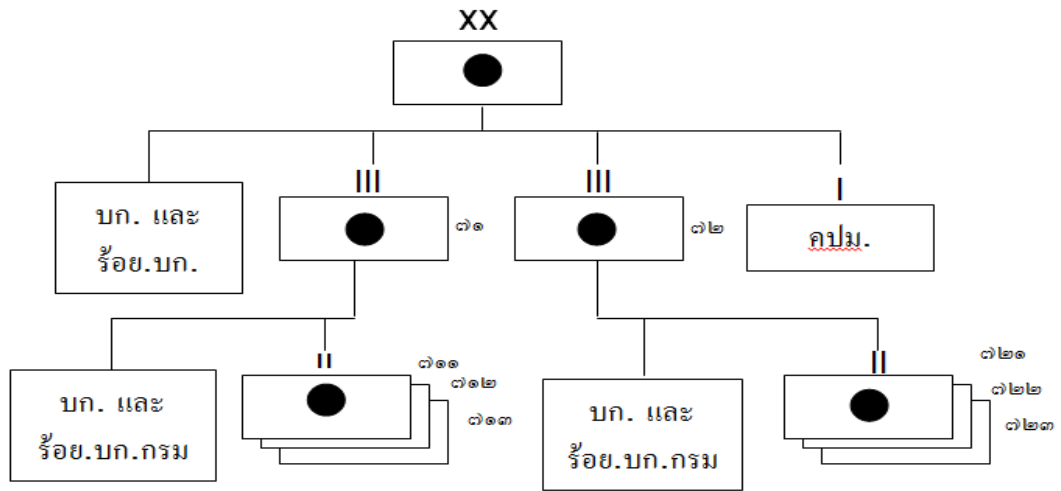 XX
III
III
I
บก. และ
ร้อย.บก.
๗๑
๗๒
คปม.
II
๗๑๑
๗๑๒
๗๑๓
II
๗๒๑
๗๒๒
๗๒๓
บก. และ
ร้อย.บก.กรม
บก. และ
ร้อย.บก.กรม